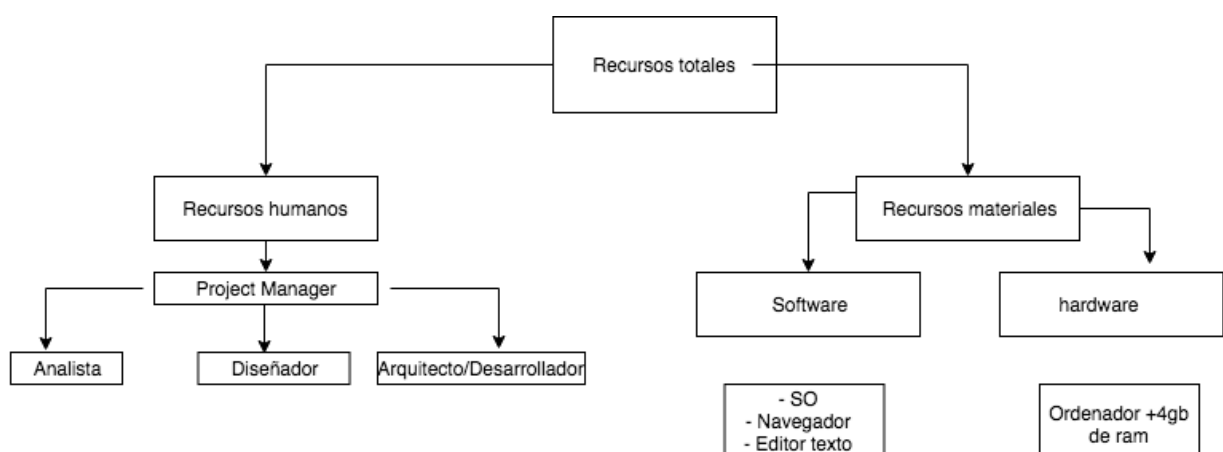 Recursos totales
Recursos humanos
Recursos materiales
Project Manager
Software
hardware
Analista
Diseñador
Arquitecto/Desarrollador
- SO
- Navegador
- Editor texto
Ordenador +4gb
de ram